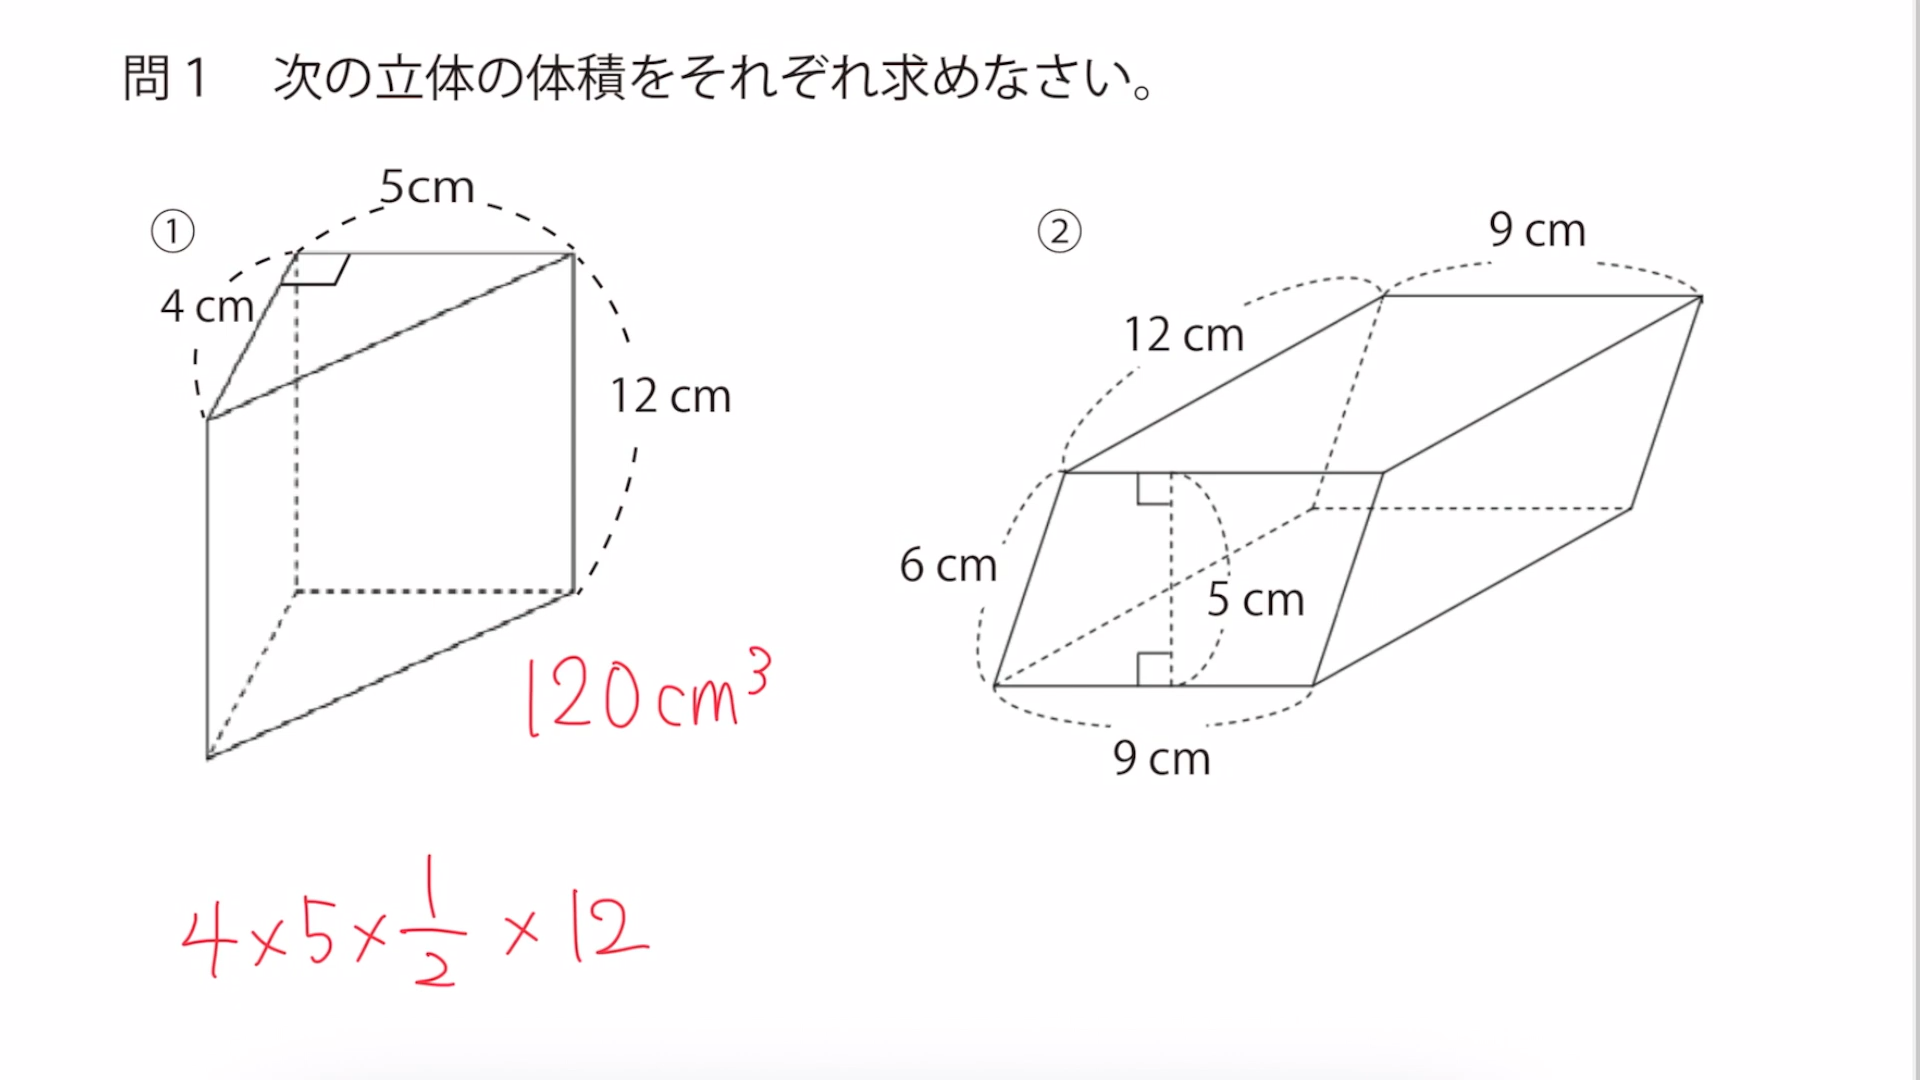 問1 次の立体の体積をそれぞれ求めなさい。
①
5cm
4 cm
12 cm
120cm³
4×5×1/2×12
②
9 cm
12 cm
6 cm
5 cm
9 cm